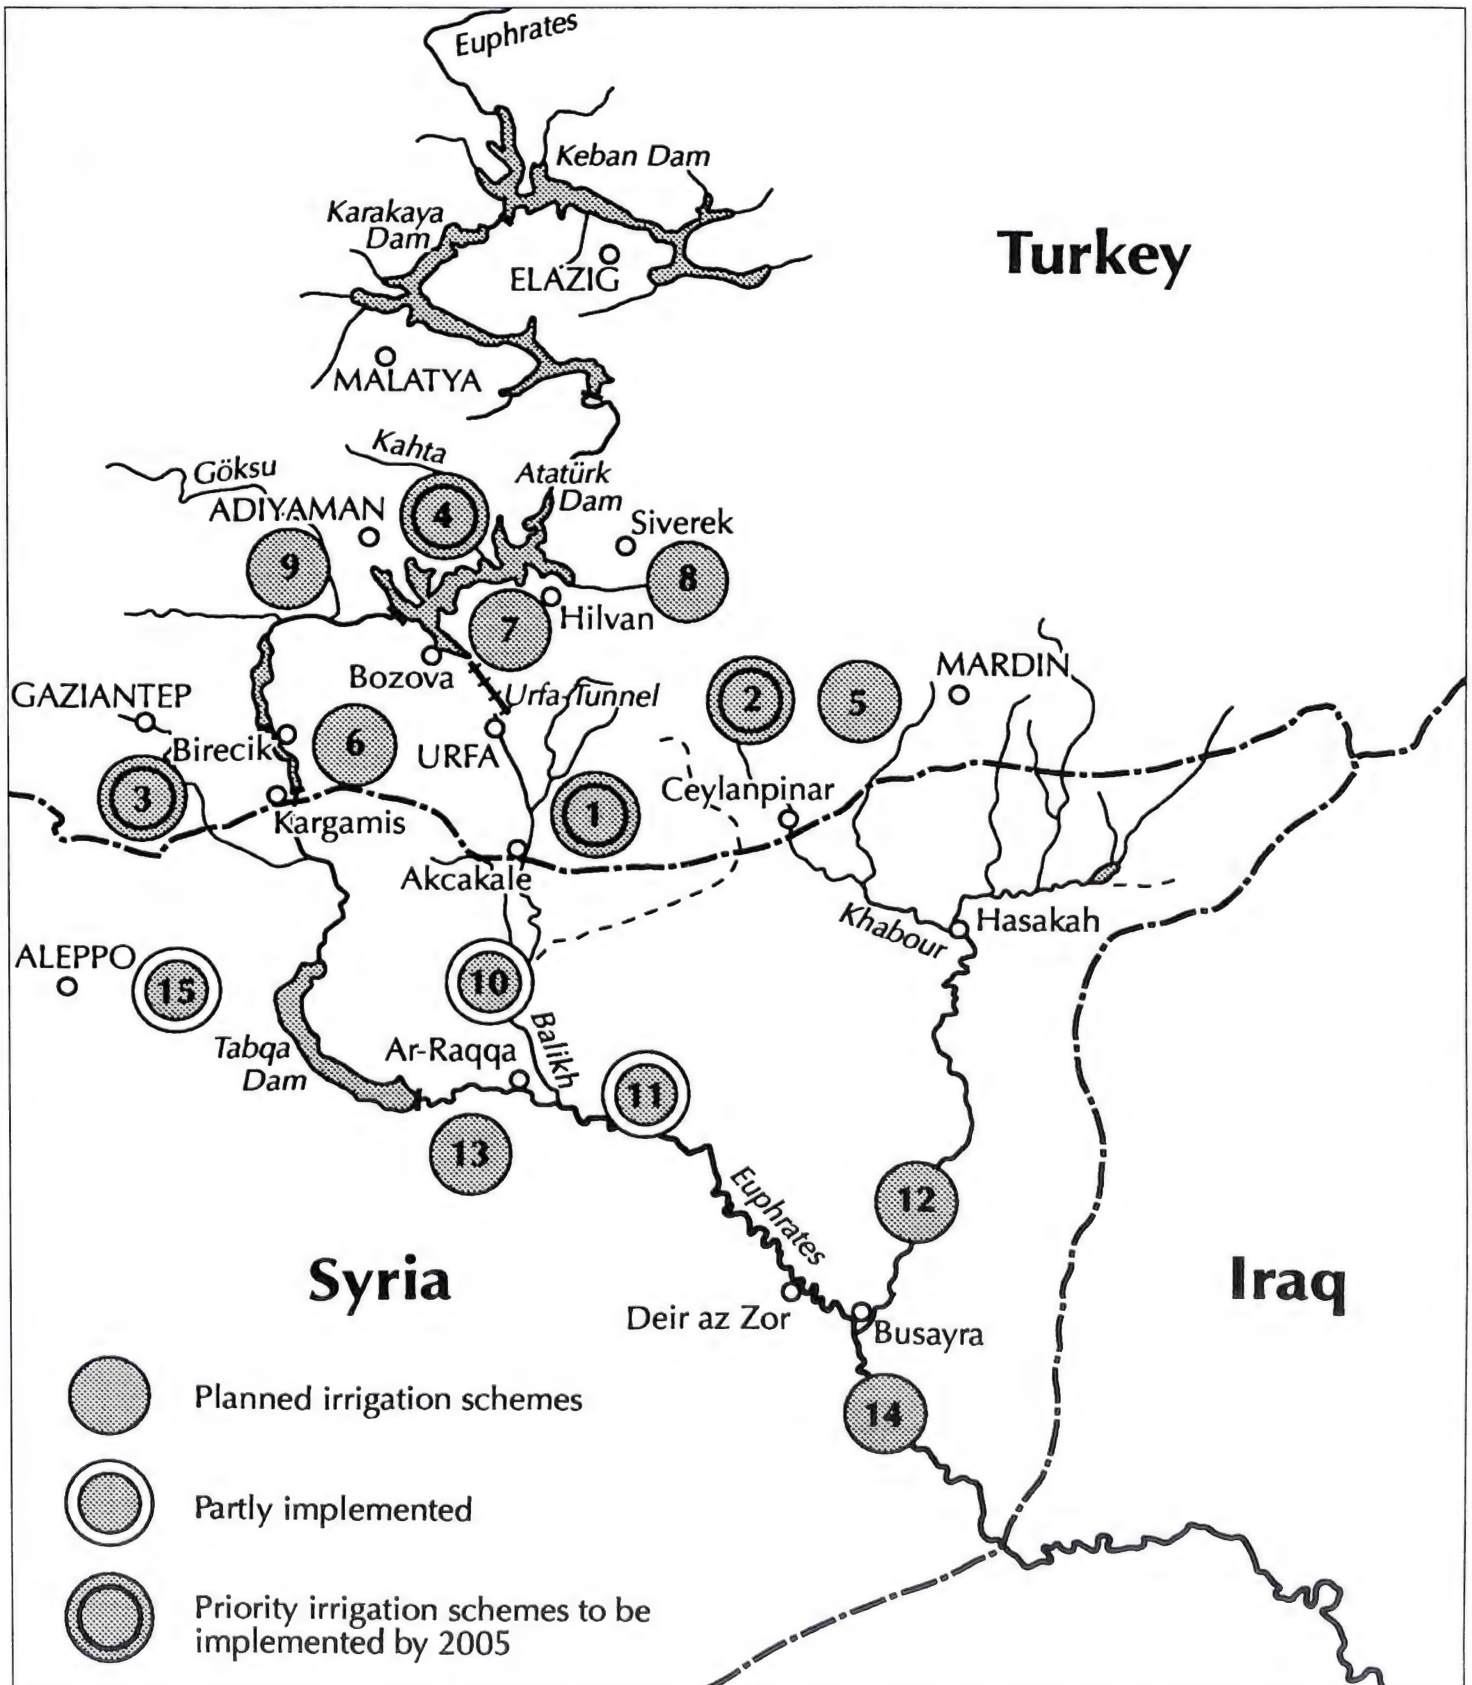 Euphrates
Keban Dam
Karakaya
Dam
Turkey
ELAZIG
MALATYA
Kahta
Göksu
Atatürk
Dam
ADIYAMAN
4
Siverek
9
8
7
Hilvan
Bozova
MARDIN
GAZIANTEP
Urfa-Tunnel
2
5
Birecik
6
URFA
3
Ceylanpinar
1
Kargamis
Akcakale
Khabour
Hasakah
ALEPPO
15
10
Balikh
Tabqa
Dam
Ar-Raqqa
11
13
Euphrates
12
Syria
Iraq
Deir az Zor
Busayra
14
Planned irrigation schemes
Partly implemented
Priority irrigation schemes to be
implemented by 2005